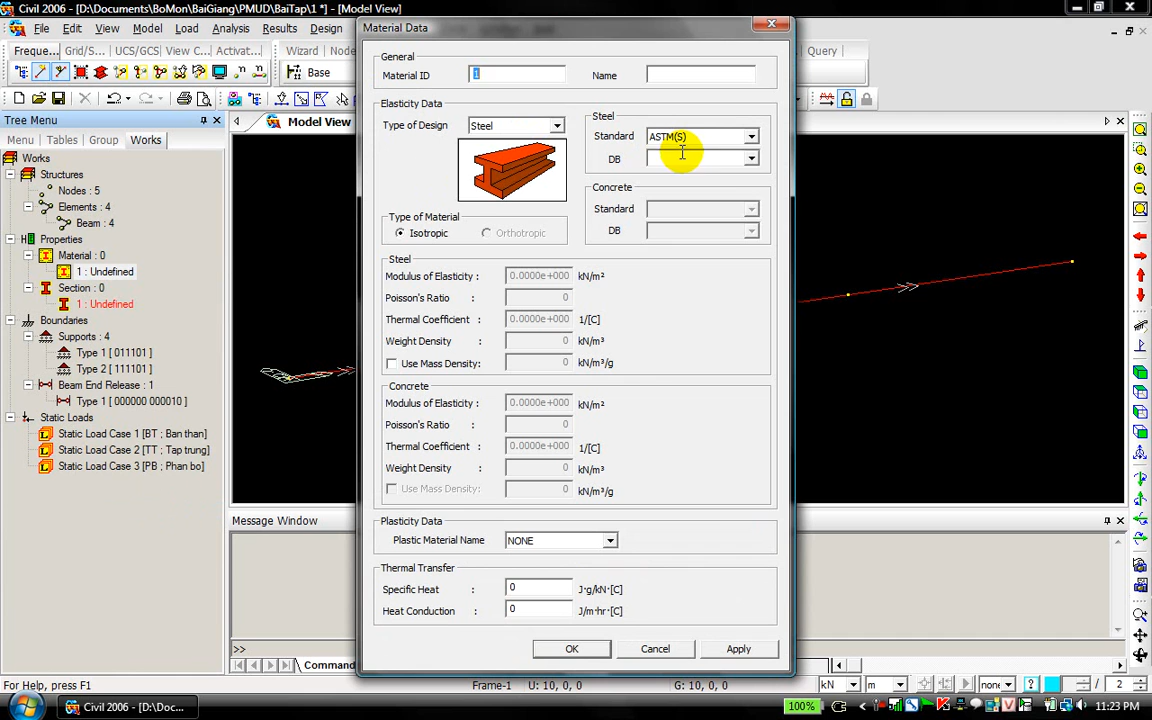 Civil 2006 - [D:\Documents\BoMon\BaiGiang\PMUD\BaiTap\1 *] - [Model View]
File Edit View Model Load Analysis Results Design
Freque... Grid/S... UCS/GCS View C... Activat... Wizard Node Query
Base
Tree Menu
Menu Tables Group Works
Works
Structures
Nodes : 5
Elements : 4
Beam : 4
Properties
Material : 0
1 : Undefined
Section : 0
1 : Undefined
Boundaries
Supports : 4
Type 1 [ 011101 ]
Type 2 [ 111101 ]
Beam End Release : 1
Type 1 [ 000000 000010 ]
Static Loads
Static Load Case 1 [BT ; Ban than]
Static Load Case 2 [TT ; Tap trung]
Static Load Case 3 [PB ; Phan bo]
Model View
Material Data
General
Material ID 1 Name
Elasticity Data
Type of Design Steel
Steel
Standard ASTM(S)
DB
Concrete
Standard
DB
Type of Material
Isotropic Orthotropic
Steel
Modulus of Elasticity : 0.0000e+000 kN/m²
Poisson's Ratio : 0
Thermal Coefficient : 0.0000e+000 1/[C]
Weight Density : 0 kN/m³
Use Mass Density: 0 kN/m³/g
Concrete
Modulus of Elasticity : 0.0000e+000 kN/m²
Poisson's Ratio : 0
Thermal Coefficient : 0.0000e+000 1/[C]
Weight Density : 0 kN/m³
Use Mass Density: 0 kN/m³/g
Plasticity Data
Plastic Material Name NONE
Thermal Transfer
Specific Heat : 0 J·g/kN·[C]
Heat Conduction : 0 J/m·hr·[C]
OK Cancel Apply
Message Window
>>
Command
For Help, press F1 Frame-1 U: 10, 0, 0 G: 10, 0, 0 kN m none ? / 2
Civil 2006 - [D:\Doc... 100% 11:23 PM